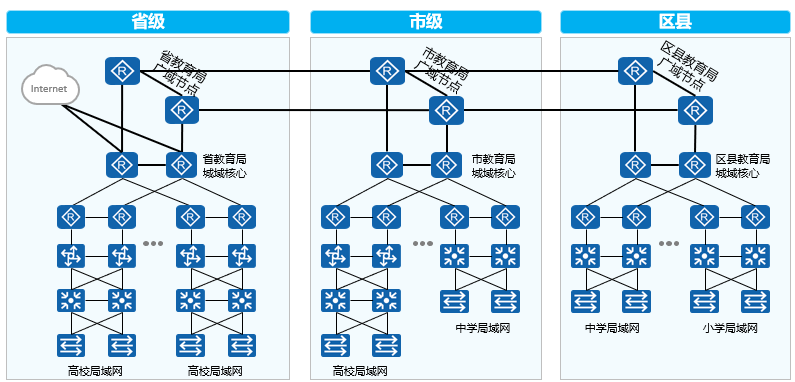 省级
市级
区县
省教育局
广域节点
市教育局
广域节点
区县教育局
广域节点
Internet
R
R
R
R
R
R
R
R
省教育局
城域核心
R
R
市教育局
城域核心
R
R
区县教育局
城域核心
R
R
R
R
R
R
R
R
R
R
R
R
中学局域网
中学局域网
小学局域网
高校局域网
高校局域网
高校局域网